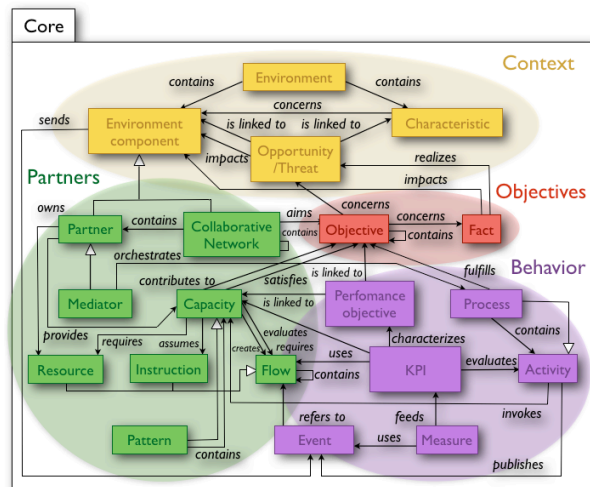 Core
Context
Environment
contains
contains
concerns
sends
Environment
component
is linked to
is linked to
Characteristic
impacts
Opportunity
/Threat
realizes
Partners
impacts
Objectives
owns
concerns
Partner
contains
Collaborative
Network
aims
contains
Objective
concerns
contains
Fact
orchestrates
is linked to
fulfills
Behavior
Mediator
contributes to
satisfies
Capacity
is linked to
Perfomance
objective
Process
contains
provides
requires
assumes
creates
evaluates
requires
characterizes
uses
evaluates
Resource
Instruction
Flow
contains
KPI
Activity
invokes
Pattern
contains
refers to
feeds
Event
uses
Measure
publishes